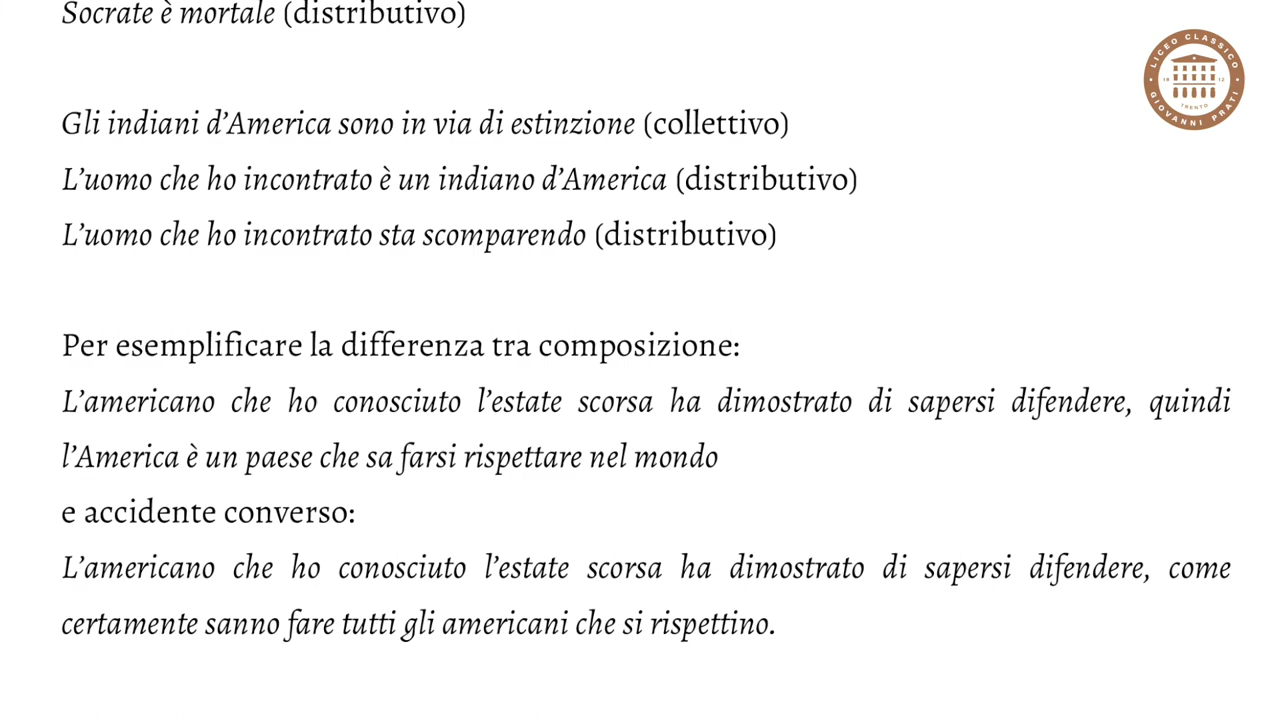 Socrate è mortale (distributivo)
LICEO CLASSICO
GIOVANNI PRATI
18 12
TRENTO
Gli indiani d’America sono in via di estinzione (collettivo)
L’uomo che ho incontrato è un indiano d’America (distributivo)
L’uomo che ho incontrato sta scomparendo (distributivo)
Per esemplificare la differenza tra composizione:
L’americano che ho conosciuto l’estate scorsa ha dimostrato di sapersi difendere, quindi
l’America è un paese che sa farsi rispettare nel mondo
e accidente converso:
L’americano che ho conosciuto l’estate scorsa ha dimostrato di sapersi difendere, come
certamente sanno fare tutti gli americani che si rispettino.